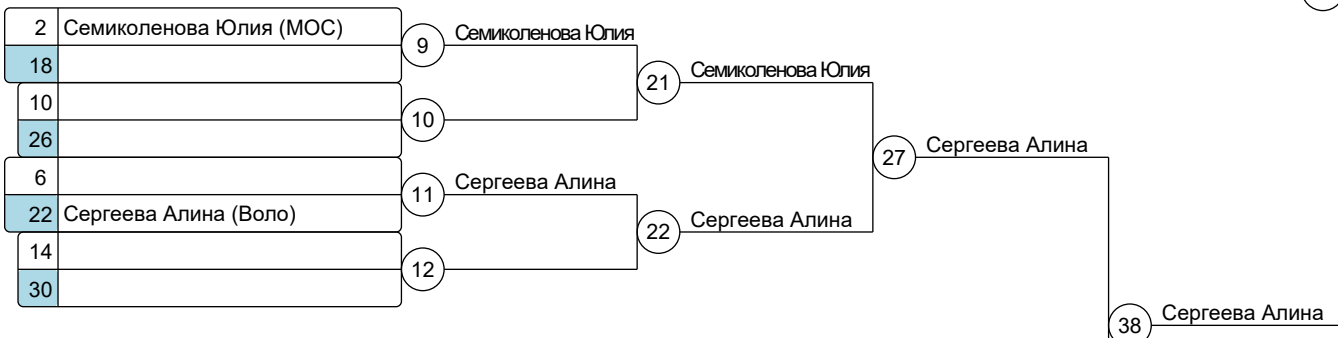 2 Семиколенова Юлия (МОС)
9 Семиколенова Юлия
18
21 Семиколенова Юлия
10
10
26
27 Сергеева Алина
6
11 Сергеева Алина
22 Сергеева Алина (Воло)
22 Сергеева Алина
14
12
30
38 Сергеева Алина